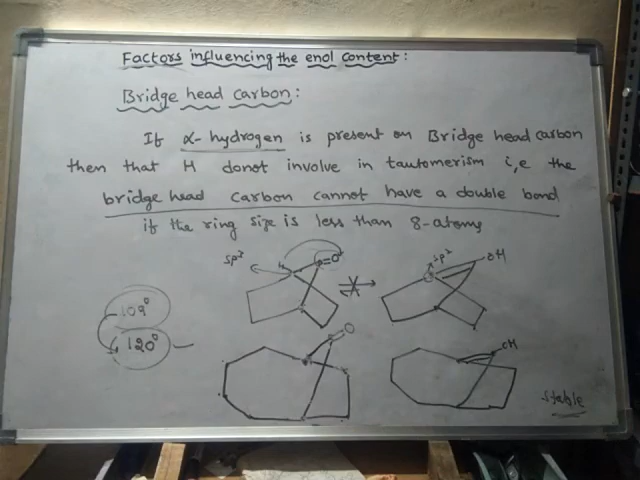 Factors influencing the enol content:
Bridge head carbon:
If α-hydrogen is present on Bridge head carbon
then that H donot involve in tautomerism i,e the
bridge head carbon cannot have a double bond
if the ring size is less than 8-atoms
sp³ H =O sp² OH
109°
120°
O
OH
stable